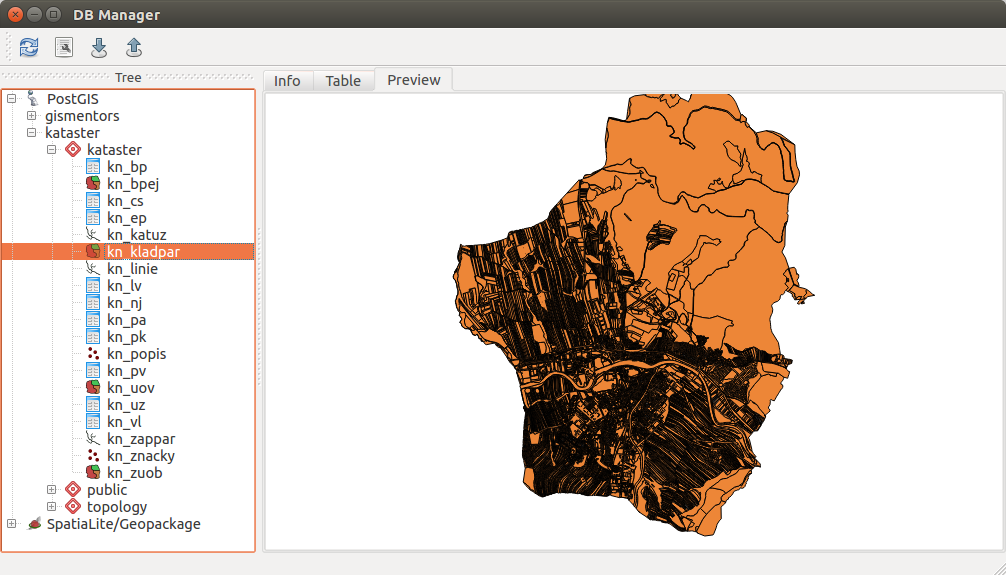 DB Manager
Tree
PostGIS
gismentors
kataster
kataster
kn_bp
kn_bpej
kn_cs
kn_ep
kn_katuz
kn_kladpar
kn_linie
kn_lv
kn_nj
kn_pa
kn_pk
kn_popis
kn_pv
kn_uov
kn_uz
kn_vl
kn_zappar
kn_znacky
kn_zuob
public
topology
SpatiaLite/Geopackage
Info Table Preview